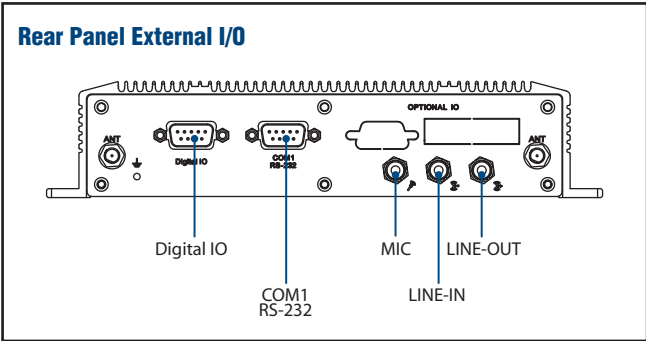 Rear Panel External I/O
OPTIONAL IO
ANT
ANT
Digital IO
COM1
RS-232
Digital IO
MIC
LINE-OUT
COM1
RS-232
LINE-IN